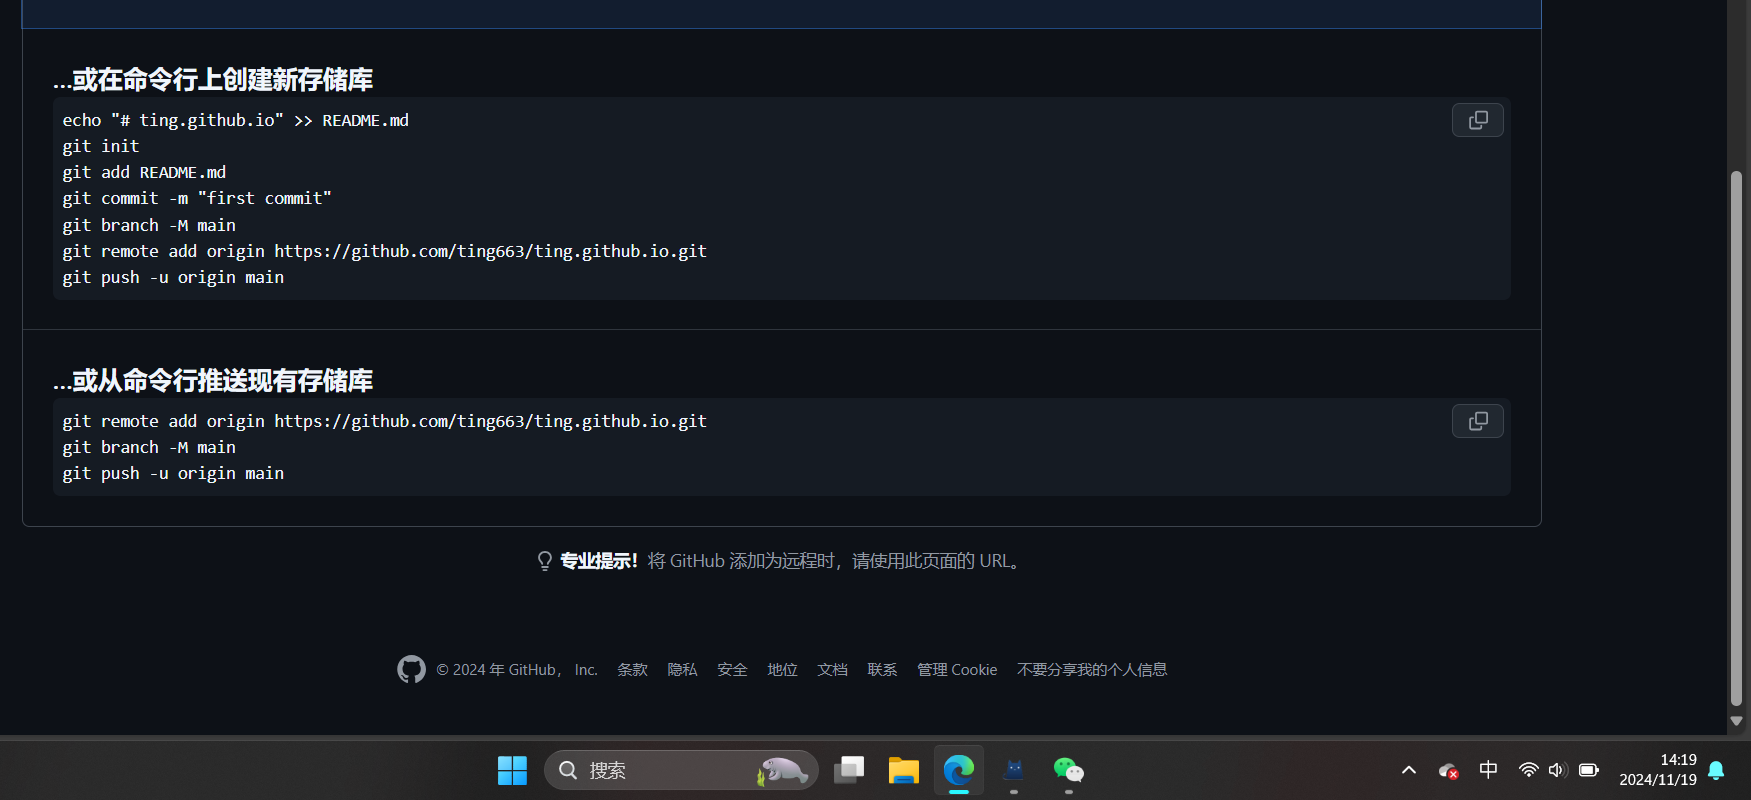 ...或在命令行上创建新存储库
echo "# ting.github.io" >> README.md
git init
git add README.md
git commit -m "first commit"
git branch -M main
git remote add origin https://github.com/ting663/ting.github.io.git
git push -u origin main
...或从命令行推送现有存储库
git remote add origin https://github.com/ting663/ting.github.io.git
git branch -M main
git push -u origin main
专业提示！将 GitHub 添加为远程时，请使用此页面的 URL。
© 2024 年 GitHub， Inc. 条款 隐私 安全 地位 文档 联系 管理 Cookie 不要分享我的个人信息
搜索
中
14:19
2024/11/19